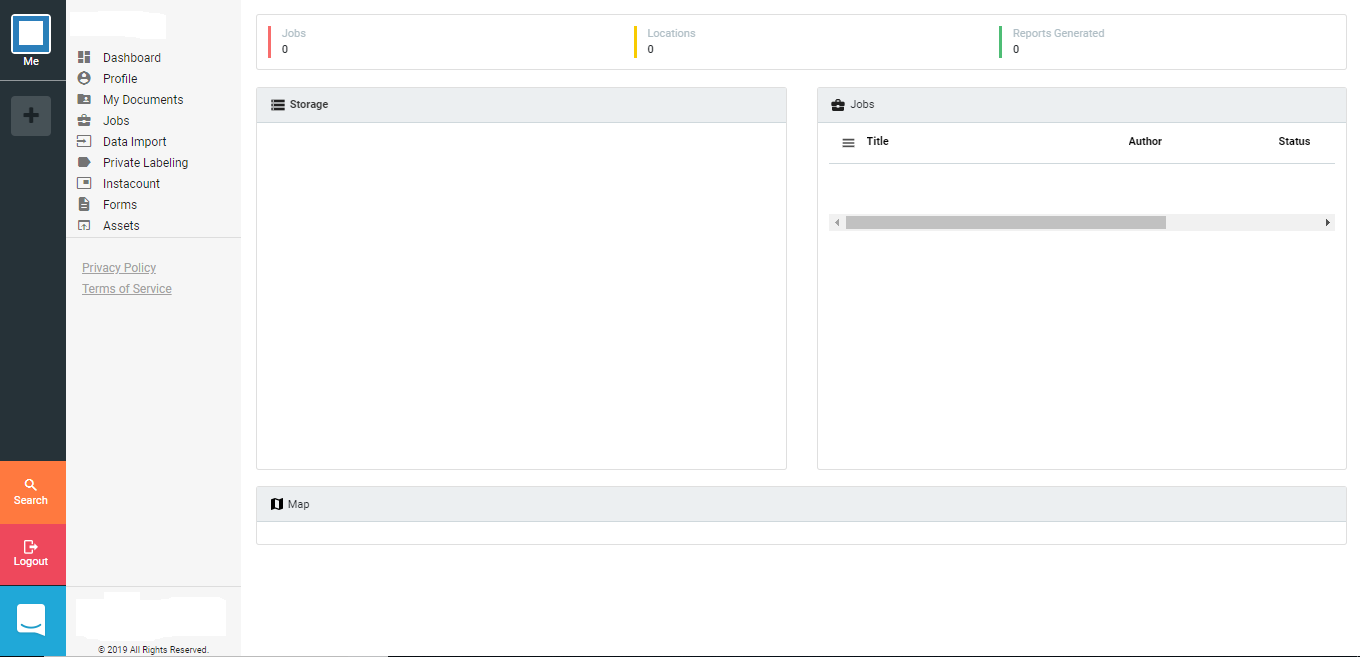 Me
Dashboard
Profile
My Documents
Jobs
Data Import
Private Labeling
Instacount
Forms
Assets
Privacy Policy
Terms of Service
Search
Logout
© 2019 All Rights Reserved.
Jobs
0
Locations
0
Reports Generated
0
Storage
Jobs
Title Author Status
Map